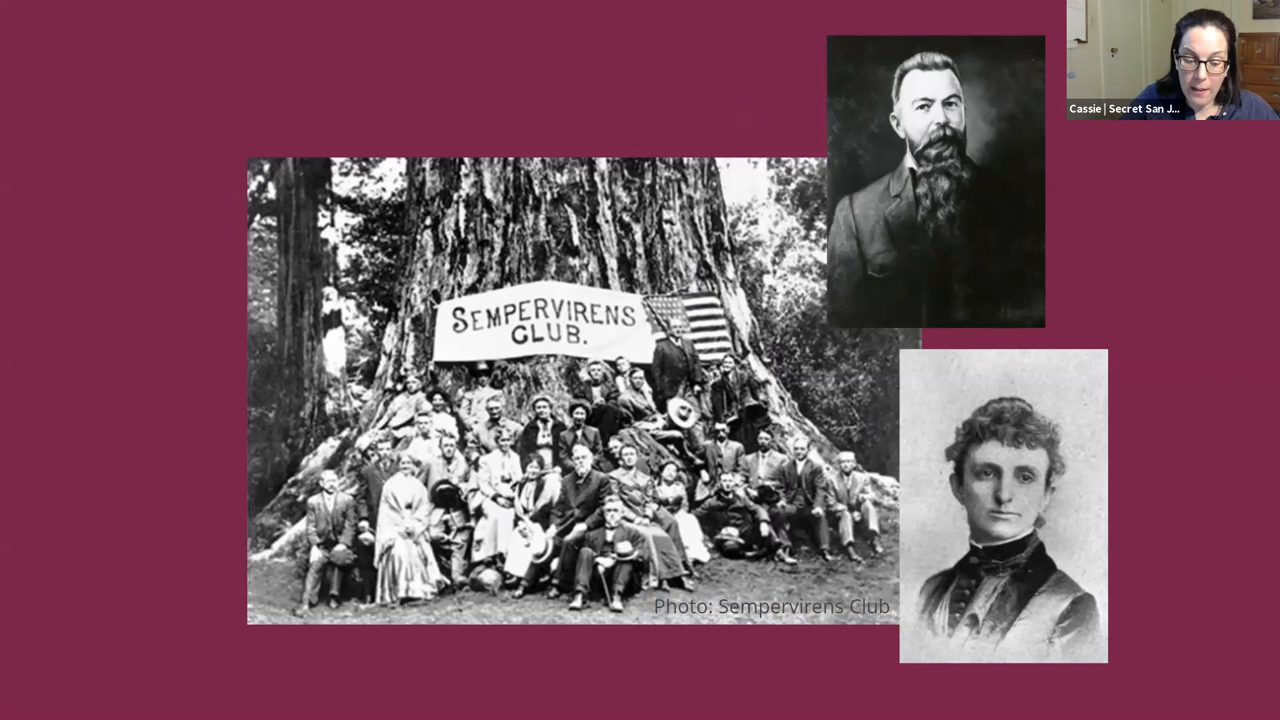 Cassie | Secret San J...
SEMPERVIRENS
CLUB.
Photo: Sempervirens Club